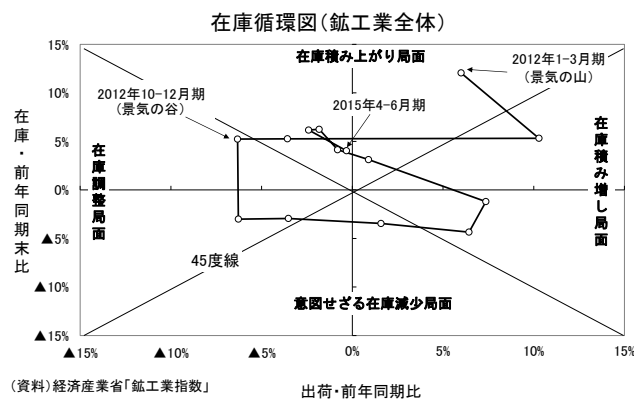 在庫循環図(鉱工業全体)
15%
10%
5%
0%
▲5%
▲10%
▲15%
在庫・前年同期末比
在庫積み上がり局面
2012年1-3月期
(景気の山)
2012年10-12月期
(景気の谷)
2015年4-6月期
在庫調整局面
在庫積み増し局面
45度線
意図せざる在庫減少局面
▲15%
▲10%
▲5%
0%
5%
10%
15%
(資料)経済産業省「鉱工業指数」
出荷・前年同期比